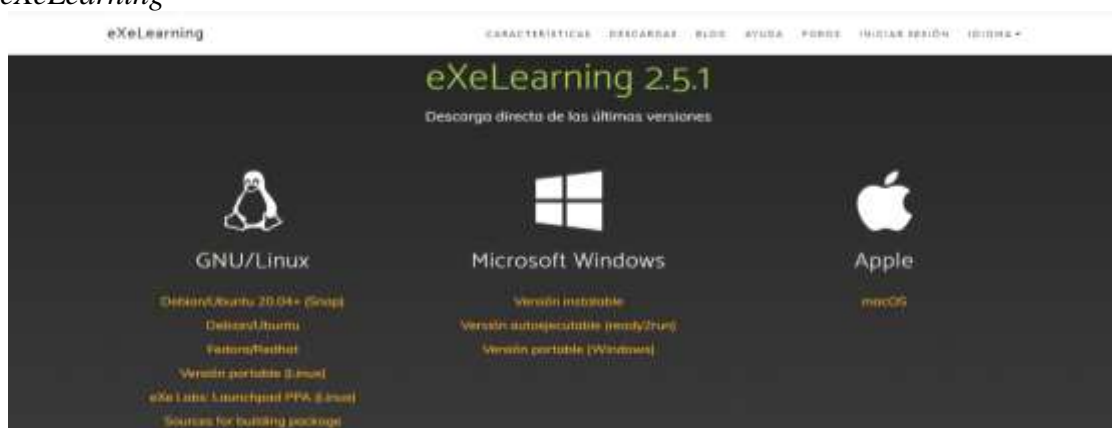 eXeLearning
eXeLearning CARACTERÍSTICAS DESCARGAS BLOG AYUDA FOROS INICIAR SESIÓN IDIOMA
eXeLearning 2.5.1
Descarga directa de las últimas versiones
GNU/Linux
Debian/Ubuntu 20.04+ (Snap)
Debian/Ubuntu
Fedora/Redhat
Versión portable (Linux)
eXe Labs: Launchpad PPA (Linux)
Sources for building package
Microsoft Windows
Versión instalable
Versión autoejecutable (ready2run)
Versión portable (Windows)
Apple
macOS